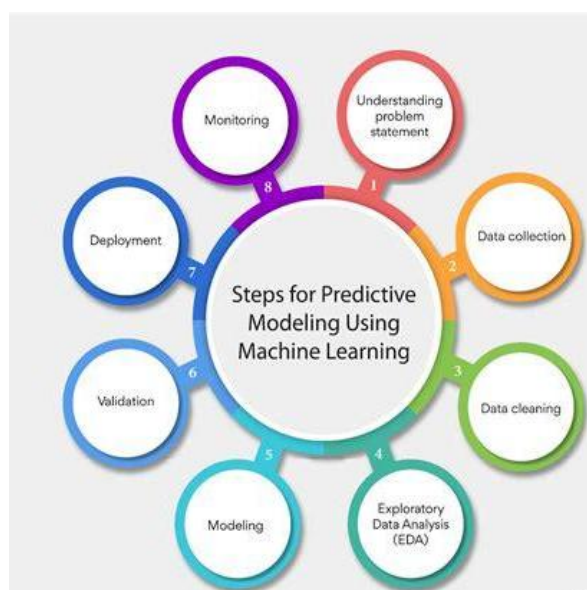 Steps for Predictive
Modeling Using
Machine Learning
1
Understanding
problem
statement
2
Data collection
3
Data cleaning
4
Exploratory
Data Analysis
(EDA)
5
Modeling
6
Validation
7
Deployment
8
Monitoring